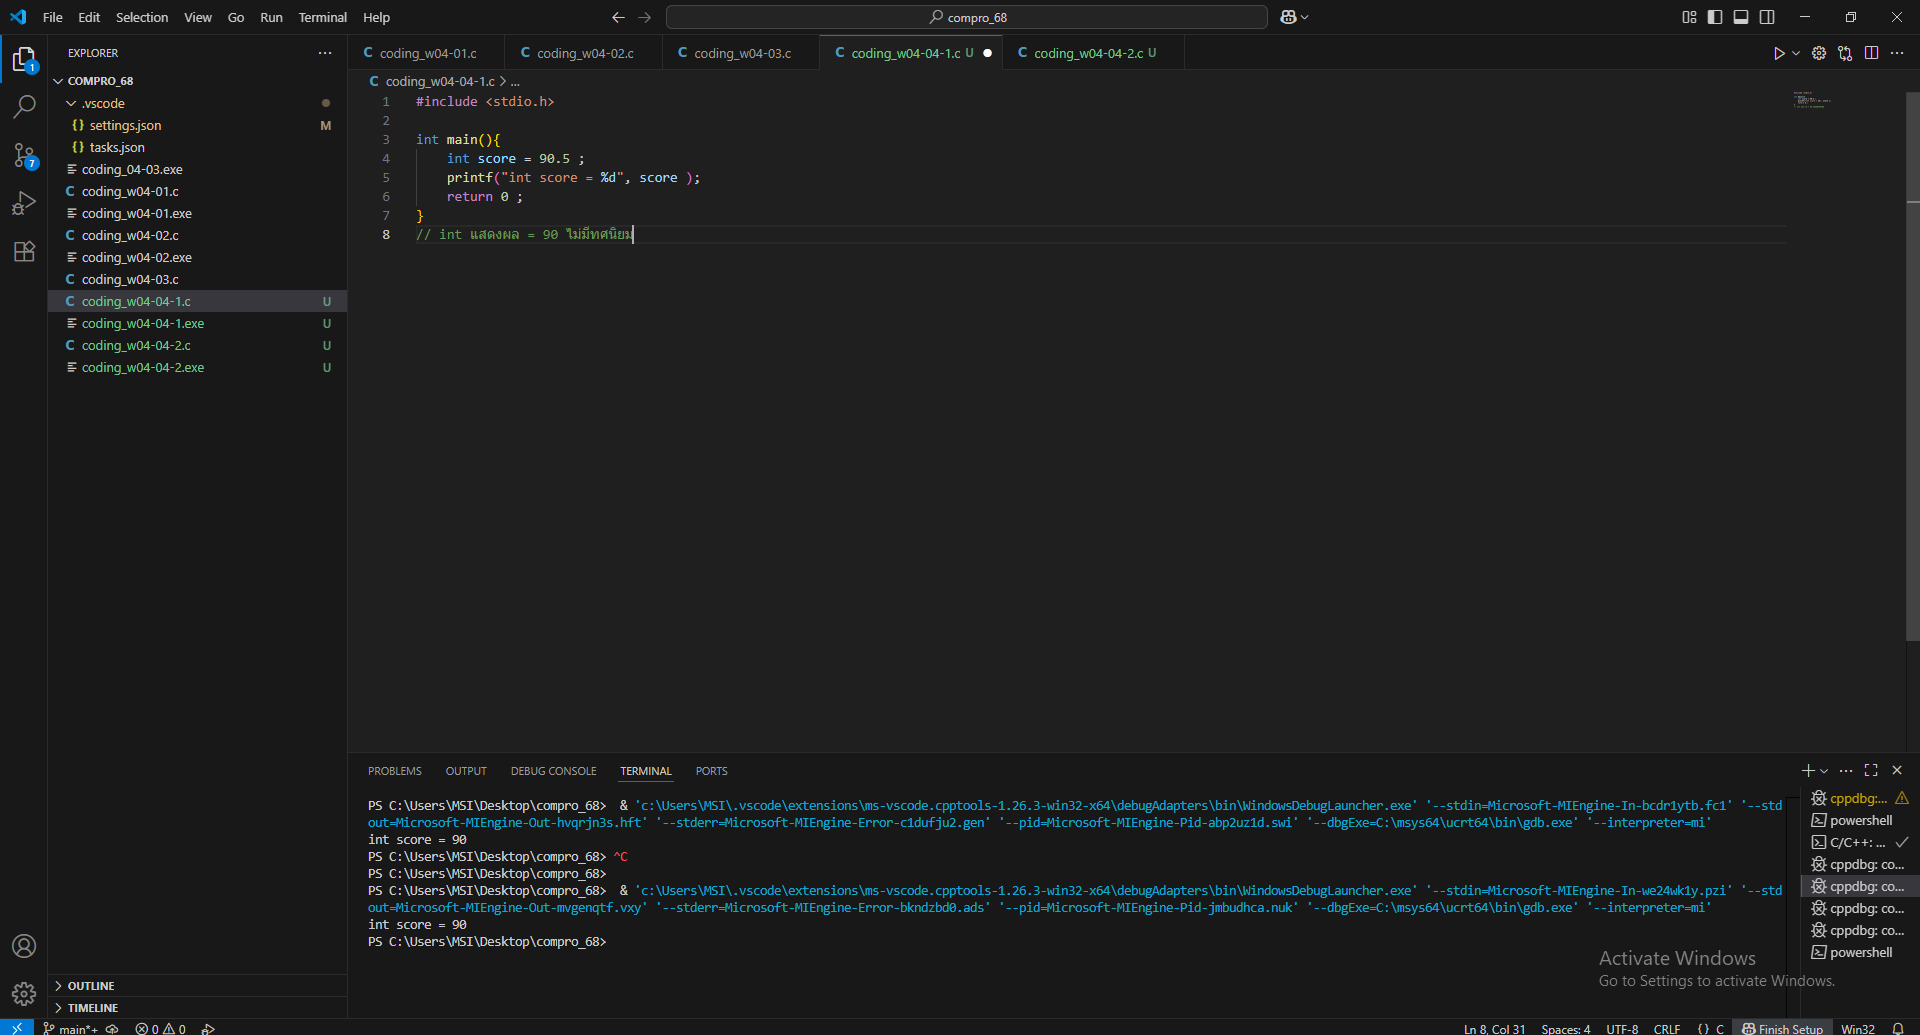 File Edit Selection View Go Run Terminal Help
compro_68
EXPLORER
COMPRO_68
.vscode
{} settings.json M
{} tasks.json
coding_04-03.exe
C coding_w04-01.c
coding_w04-01.exe
C coding_w04-02.c
coding_w04-02.exe
C coding_w04-03.c
C coding_w04-04-1.c U
coding_w04-04-1.exe U
C coding_w04-04-2.c U
coding_w04-04-2.exe U
OUTLINE
TIMELINE
1
7
C coding_w04-01.c C coding_w04-02.c C coding_w04-03.c C coding_w04-04-1.c U C coding_w04-04-2.c U
C coding_w04-04-1.c > ...
1 #include <stdio.h>
2
3 int main(){
4 int score = 90.5 ;
5 printf("int score = %d", score );
6 return 0 ;
7 }
8 // int แสดงผล = 90 ไม่มีทศนิยม
PROBLEMS OUTPUT DEBUG CONSOLE TERMINAL PORTS
PS C:\Users\MSI\Desktop\compro_68> & 'c:\Users\MSI\.vscode\extensions\ms-vscode.cpptools-1.26.3-win32-x64\debugAdapters\bin\WindowsDebugLauncher.exe' '--stdin=Microsoft-MIEngine-In-bcdr1ytb.fc1' '--std
out=Microsoft-MIEngine-Out-hvqrjn3s.hft' '--stderr=Microsoft-MIEngine-Error-c1dufju2.gen' '--pid=Microsoft-MIEngine-Pid-abp2uz1d.swi' '--dbgExe=C:\msys64\ucrt64\bin\gdb.exe' '--interpreter=mi'
int score = 90
PS C:\Users\MSI\Desktop\compro_68> ^C
PS C:\Users\MSI\Desktop\compro_68>
PS C:\Users\MSI\Desktop\compro_68> & 'c:\Users\MSI\.vscode\extensions\ms-vscode.cpptools-1.26.3-win32-x64\debugAdapters\bin\WindowsDebugLauncher.exe' '--stdin=Microsoft-MIEngine-In-we24wk1y.pzi' '--std
out=Microsoft-MIEngine-Out-mvgenqtf.vxy' '--stderr=Microsoft-MIEngine-Error-bkndzbd0.ads' '--pid=Microsoft-MIEngine-Pid-jmbudhca.nuk' '--dbgExe=C:\msys64\ucrt64\bin\gdb.exe' '--interpreter=mi'
int score = 90
PS C:\Users\MSI\Desktop\compro_68>
cppdbg:...
powershell
C/C++: ...
cppdbg: co...
cppdbg: co...
cppdbg: co...
cppdbg: co...
powershell
Activate Windows
Go to Settings to activate Windows.
main*+ 0 0 Ln 8, Col 31 Spaces: 4 UTF-8 CRLF {} C Finish Setup Win32